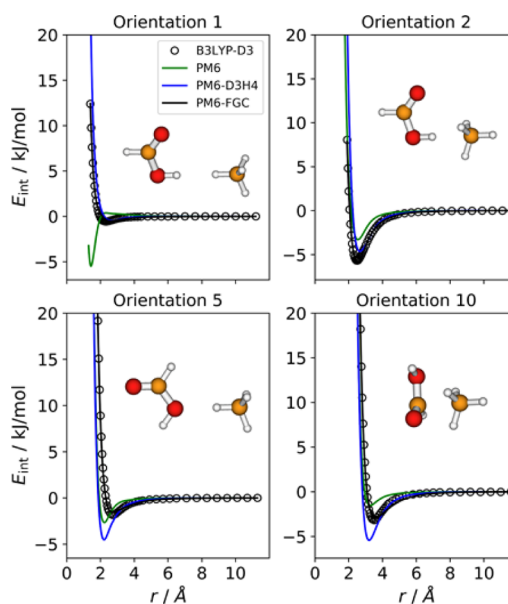 Orientation 1
Orientation 2
E_int / kJ/mol
20
15
10
5
0
−5
B3LYP-D3
PM6
PM6-D3H4
PM6-FGC
20
15
10
5
0
−5
Orientation 5
Orientation 10
E_int / kJ/mol
20
15
10
5
0
−5
0 2 4 6 8 10
r / Å
20
15
10
5
0
−5
0 2 4 6 8 10
r / Å